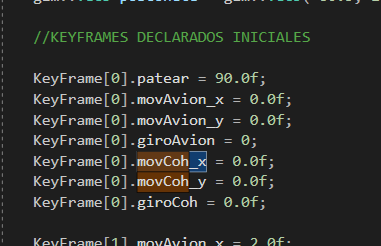 //KEYFRAMES DECLARADOS INICIALES
KeyFrame[0].patear = 90.0f;
KeyFrame[0].movAvion_x = 0.0f;
KeyFrame[0].movAvion_y = 0.0f;
KeyFrame[0].giroAvion = 0;
KeyFrame[0].movCoh_x = 0.0f;
KeyFrame[0].movCoh_y = 0.0f;
KeyFrame[0].giroCoh = 0.0f;
KeyFrame[1].movAvion_x = 2.0f;